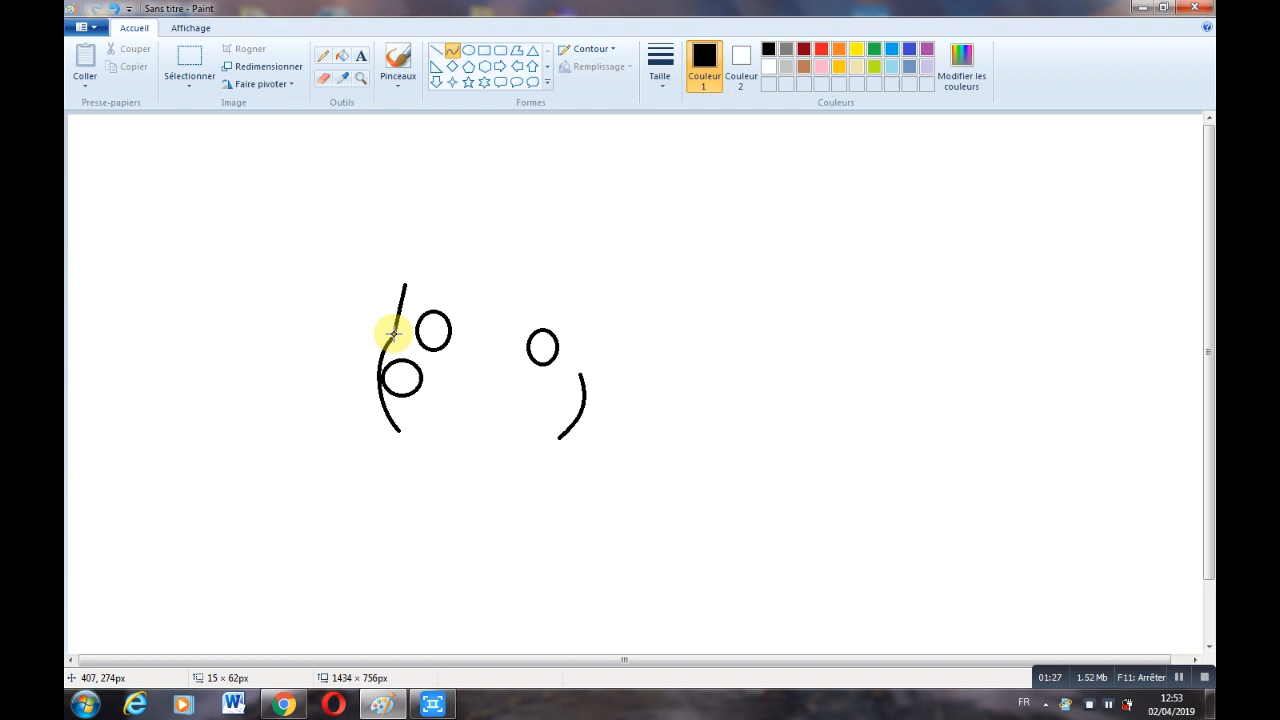 Sans titre - Paint
Accueil Affichage
Coller
Couper
Copier
Presse-papiers
Sélectionner
Rogner
Redimensionner
Faire pivoter
Image
A
Outils
Pinceaux
Formes
Contour
Remplissage
Taille
Couleur 1
Couleur 2
Couleurs
Modifier les couleurs
407, 274px
15 × 62px
1434 × 756px
01:27 1.52 Mb F11: Arrêter
FR
12:53
02/04/2019